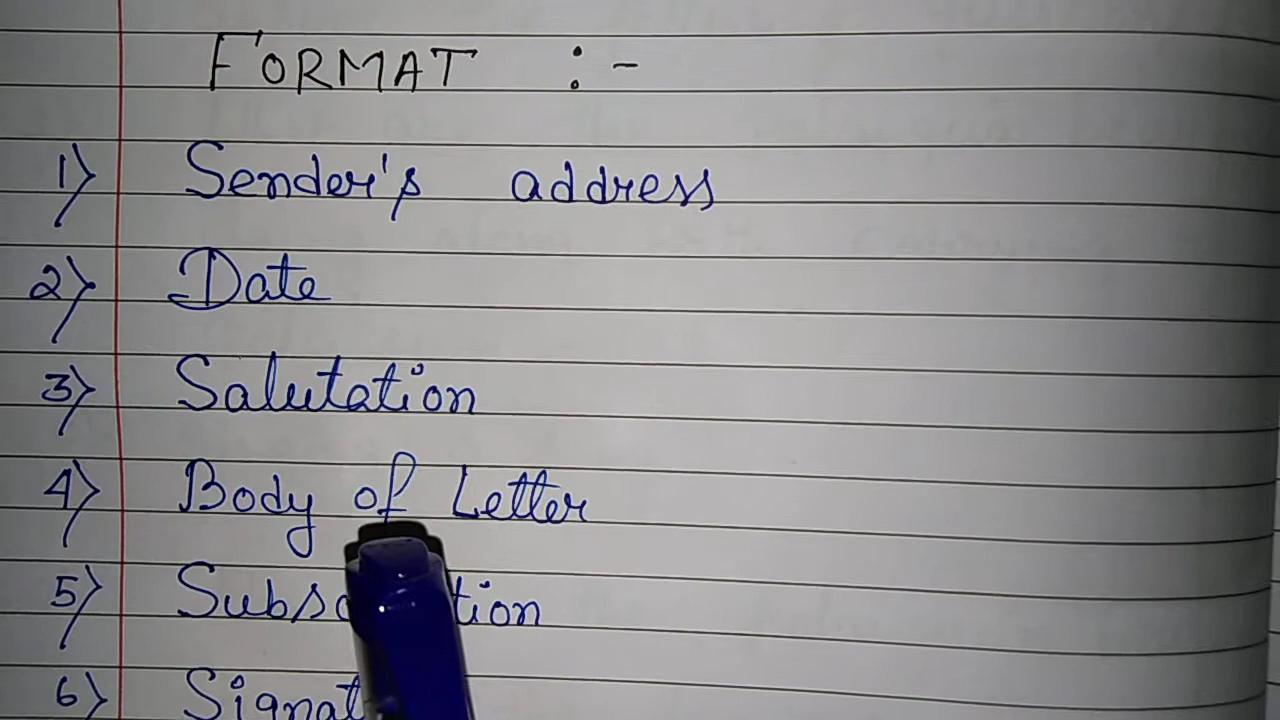 FORMAT :-
1) Sender's address
2) Date
3) Salutation
4) Body of Letter
5)
6)